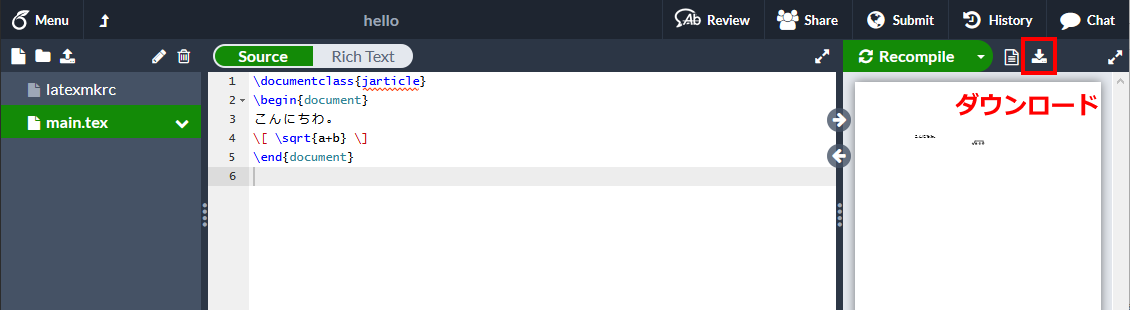 Menu
hello
Review
Share
Submit
History
Chat
Source
Rich Text
Recompile
latexmkrc
main.tex
1 \documentclass{jarticle}
2 \begin{document}
3 こんにちわ。
4 \[ \sqrt{a+b} \]
5 \end{document}
6
ダウンロード